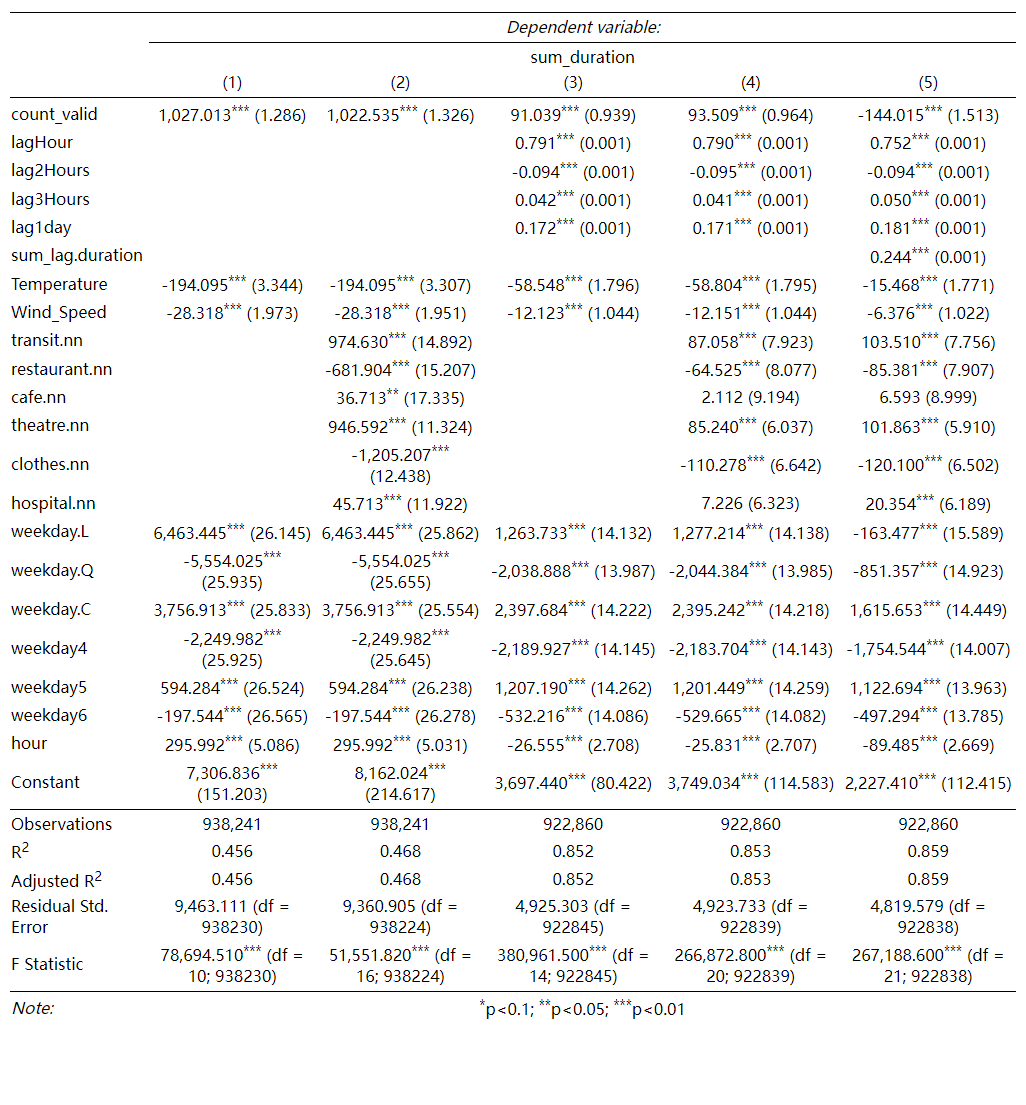 Dependent variable:
sum_duration
(1) (2) (3) (4) (5)
count_valid 1,027.013*** (1.286) 1,022.535*** (1.326) 91.039*** (0.939) 93.509*** (0.964) -144.015*** (1.513)
lagHour 0.791*** (0.001) 0.790*** (0.001) 0.752*** (0.001)
lag2Hours -0.094*** (0.001) -0.095*** (0.001) -0.094*** (0.001)
lag3Hours 0.042*** (0.001) 0.041*** (0.001) 0.050*** (0.001)
lag1day 0.172*** (0.001) 0.171*** (0.001) 0.181*** (0.001)
sum_lag.duration 0.244*** (0.001)
Temperature -194.095*** (3.344) -194.095*** (3.307) -58.548*** (1.796) -58.804*** (1.795) -15.468*** (1.771)
Wind_Speed -28.318*** (1.973) -28.318*** (1.951) -12.123*** (1.044) -12.151*** (1.044) -6.376*** (1.022)
transit.nn 974.630*** (14.892) 87.058*** (7.923) 103.510*** (7.756)
restaurant.nn -681.904*** (15.207) -64.525*** (8.077) -85.381*** (7.907)
cafe.nn 36.713** (17.335) 2.112 (9.194) 6.593 (8.999)
theatre.nn 946.592*** (11.324) 85.240*** (6.037) 101.863*** (5.910)
clothes.nn -1,205.207*** (12.438) -110.278*** (6.642) -120.100*** (6.502)
hospital.nn 45.713*** (11.922) 7.226 (6.323) 20.354*** (6.189)
weekday.L 6,463.445*** (26.145) 6,463.445*** (25.862) 1,263.733*** (14.132) 1,277.214*** (14.138) -163.477*** (15.589)
weekday.Q -5,554.025*** (25.935) -5,554.025*** (25.655) -2,038.888*** (13.987) -2,044.384*** (13.985) -851.357*** (14.923)
weekday.C 3,756.913*** (25.833) 3,756.913*** (25.554) 2,397.684*** (14.222) 2,395.242*** (14.218) 1,615.653*** (14.449)
weekday4 -2,249.982*** (25.925) -2,249.982*** (25.645) -2,189.927*** (14.145) -2,183.704*** (14.143) -1,754.544*** (14.007)
weekday5 594.284*** (26.524) 594.284*** (26.238) 1,207.190*** (14.262) 1,201.449*** (14.259) 1,122.694*** (13.963)
weekday6 -197.544*** (26.565) -197.544*** (26.278) -532.216*** (14.086) -529.665*** (14.082) -497.294*** (13.785)
hour 295.992*** (5.086) 295.992*** (5.031) -26.555*** (2.708) -25.831*** (2.707) -89.485*** (2.669)
Constant 7,306.836*** (151.203) 8,162.024*** (214.617) 3,697.440*** (80.422) 3,749.034*** (114.583) 2,227.410*** (112.415)
Observations 938,241 938,241 922,860 922,860 922,860
R2 0.456 0.468 0.852 0.853 0.859
Adjusted R2 0.456 0.468 0.852 0.853 0.859
Residual Std. Error 9,463.111 (df = 938230) 9,360.905 (df = 938224) 4,925.303 (df = 922845) 4,923.733 (df = 922839) 4,819.579 (df = 922838)
F Statistic 78,694.510*** (df = 10; 938230) 51,551.820*** (df = 16; 938224) 380,961.500*** (df = 14; 922845) 266,872.800*** (df = 20; 922839) 267,188.600*** (df = 21; 922838)
Note: *p<0.1; **p<0.05; ***p<0.01